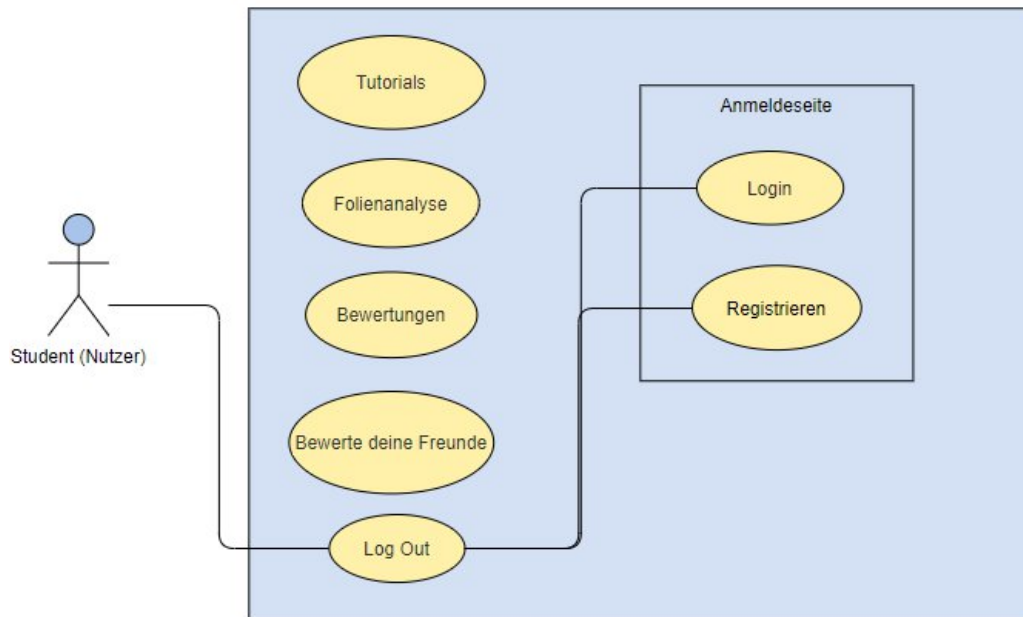 Tutorials
Folienanalyse
Bewertungen
Bewerte deine Freunde
Log Out
Student (Nutzer)
Anmeldeseite
Login
Registrieren